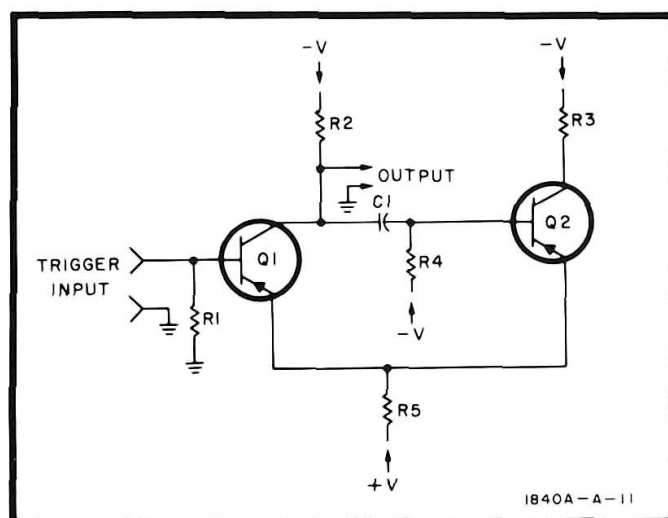 -V
-V
R2
R3
OUTPUT
C1
Q1
Q2
TRIGGER
INPUT
R4
R1
-V
R5
+V
1840A-A-11